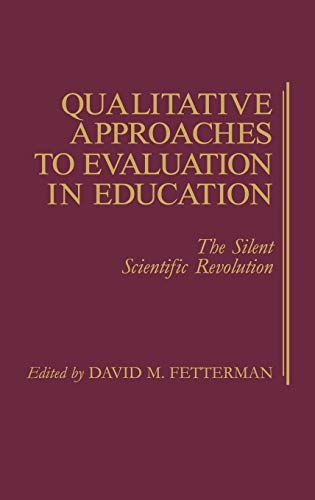 QUALITATIVE
APPROACHES
TO EVALUATION
IN EDUCATION
The Silent
Scientific Revolution
Edited by DAVID M. FETTERMAN